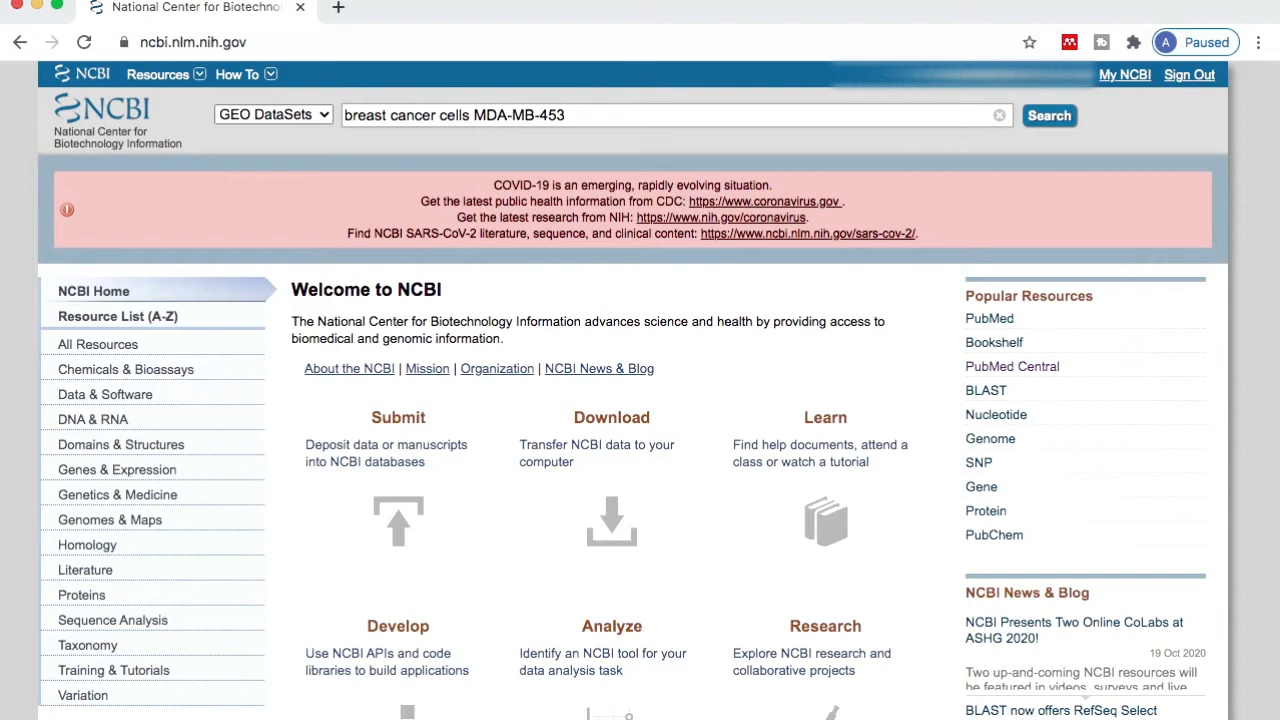 National Center for Biotechno
ncbi.nlm.nih.gov
A Paused
NCBI Resources How To My NCBI Sign Out
NCBI
National Center for
Biotechnology Information
GEO DataSets breast cancer cells MDA-MB-453 Search
COVID-19 is an emerging, rapidly evolving situation.
Get the latest public health information from CDC: https://www.coronavirus.gov .
Get the latest research from NIH: https://www.nih.gov/coronavirus.
Find NCBI SARS-CoV-2 literature, sequence, and clinical content: https://www.ncbi.nlm.nih.gov/sars-cov-2/.
NCBI Home
Resource List (A-Z)
All Resources
Chemicals & Bioassays
Data & Software
DNA & RNA
Domains & Structures
Genes & Expression
Genetics & Medicine
Genomes & Maps
Homology
Literature
Proteins
Sequence Analysis
Taxonomy
Training & Tutorials
Variation
Welcome to NCBI
The National Center for Biotechnology Information advances science and health by providing access to
biomedical and genomic information.
About the NCBI | Mission | Organization | NCBI News & Blog
Submit
Deposit data or manuscripts
into NCBI databases
Download
Transfer NCBI data to your
computer
Learn
Find help documents, attend a
class or watch a tutorial
Develop
Use NCBI APIs and code
libraries to build applications
Analyze
Identify an NCBI tool for your
data analysis task
Research
Explore NCBI research and
collaborative projects
Popular Resources
PubMed
Bookshelf
PubMed Central
BLAST
Nucleotide
Genome
SNP
Gene
Protein
PubChem
NCBI News & Blog
NCBI Presents Two Online CoLabs at
ASHG 2020!
19 Oct 2020
Two up-and-coming NCBI resources will
be featured in videos, surveys and live
BLAST now offers RefSeq Select